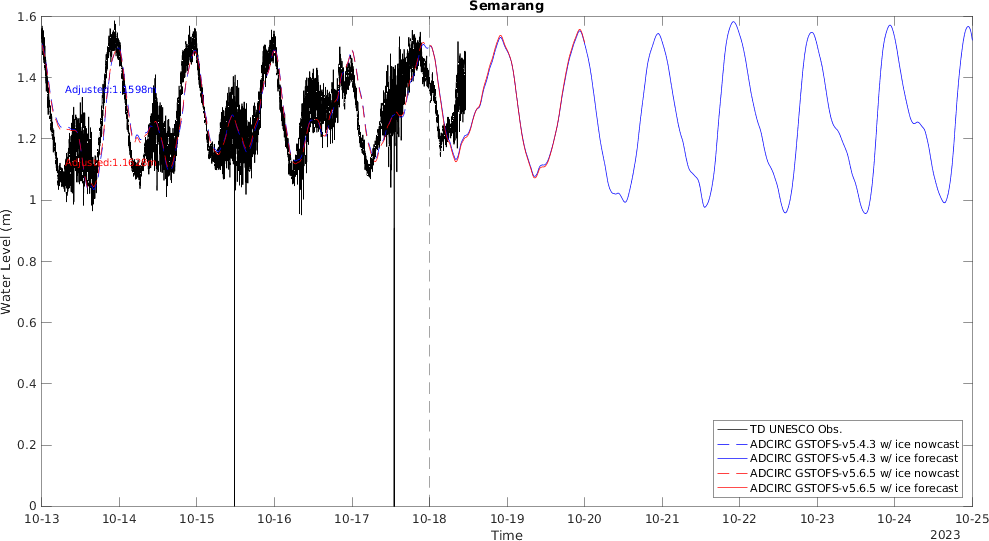 Semarang
1.6
1.4
1.2
1
0.8
0.6
0.4
0.2
0
Water Level (m)
TD UNESCO Obs.
ADCIRC GSTOFS-v5.4.3 w/ ice nowcast
ADCIRC GSTOFS-v5.4.3 w/ ice forecast
ADCIRC GSTOFS-v5.6.5 w/ ice nowcast
ADCIRC GSTOFS-v5.6.5 w/ ice forecast
10-13 10-14 10-15 10-16 10-17 10-18 10-19 10-20 10-21 10-22 10-23 10-24 10-25
Time
2023